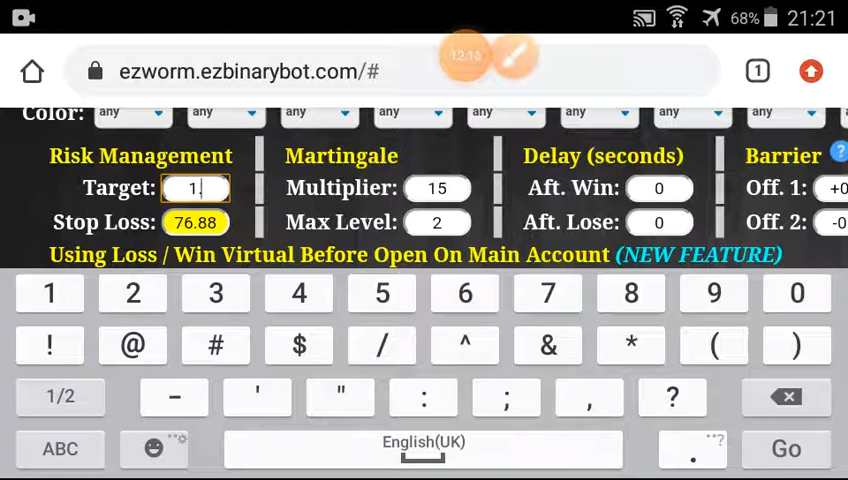 68% 21:21
12:13
ezworm.ezbinarybot.com/# 1
Color: any any any any any any any any
Risk Management Martingale Delay (seconds) Barrier ?
Target: 1. Multiplier: 15 Aft. Win: 0 Off. 1: +0
Stop Loss: 76.88 Max Level: 2 Aft. Lose: 0 Off. 2: -0
Using Loss / Win Virtual Before Open On Main Account (NEW FEATURE)
1 2 3 4 5 6 7 8 9 0
! @ # $ / ^ & * ( )
1/2 - ' " : ; , ?
ABC English(UK) . ? Go